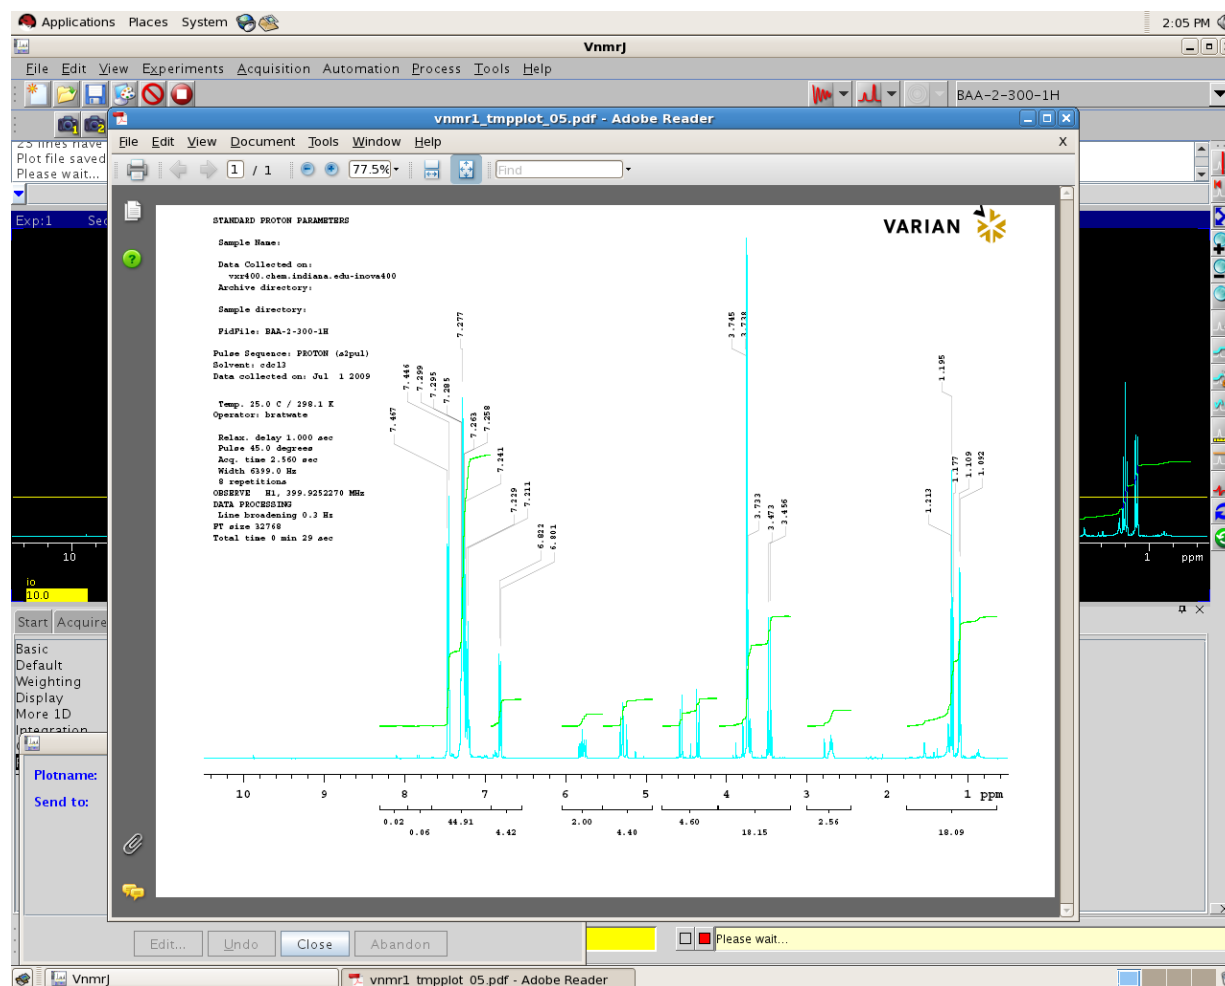 Applications Places System 2:05 PM
VnmrJ
File Edit View Experiments Acquisition Automation Process Tools Help
BAA-2-300-1H
vnmr1_tmpplot_05.pdf - Adobe Reader
File Edit View Document Tools Window Help X
1 / 1 77.5% Find
23 lines have
Plot file saved
Please wait...
Exp:1 Sec
10
io
10.0
1 ppm
Start Acquire
Basic
Default
Weighting
Display
More 1D
Integration
Plotname:
Send to:
STANDARD PROTON PARAMETERS
Sample Name:
Data Collected on:
vxr400.chem.indiana.edu-inova400
Archive directory:
Sample directory:
FidFile: BAA-2-300-1H
Pulse Sequence: PROTON (s2pul)
Solvent: cdcl3
Data collected on: Jul 1 2009
Temp. 25.0 C / 298.1 K
Operator: bratwate
Relax. delay 1.000 sec
Pulse 45.0 degrees
Acq. time 2.560 sec
Width 6399.0 Hz
8 repetitions
OBSERVE H1, 399.9252270 MHz
DATA PROCESSING
Line broadening 0.3 Hz
FT size 32768
Total time 0 min 29 sec
VARIAN
7.467
7.446
7.299
7.295
7.285
7.277
7.263
7.258
7.241
7.229
7.211
6.822
6.801
3.745
3.738
3.733
3.473
3.456
1.213
1.195
1.177
1.109
1.092
10 9 8 7 6 5 4 3 2 1 ppm
0.02 44.91 2.00 4.60 2.56
0.06 4.42 4.40 18.15 18.09
Edit... Undo Close Abandon
Please wait...
VnmrJ vnmr1_tmpplot_05.pdf - Adobe Reader